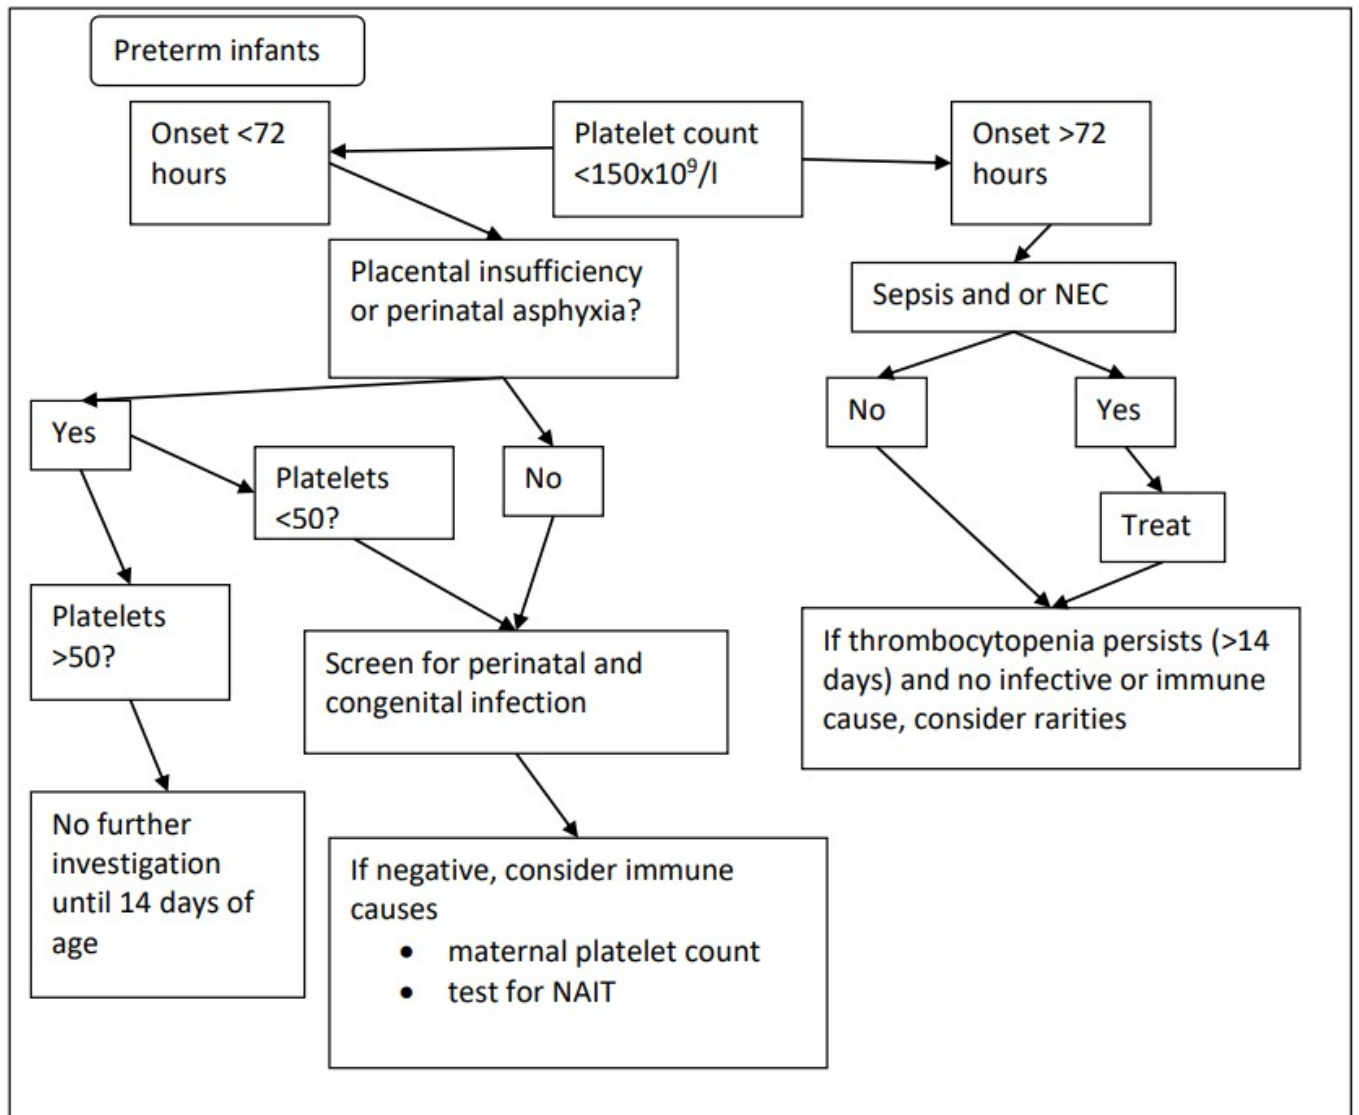 Preterm infants
Onset <72
hours
Platelet count
<150x10⁹/l
Onset >72
hours
Placental insufficiency
or perinatal asphyxia?
Sepsis and or NEC
Yes
Platelets
<50?
No
No
Yes
Treat
Platelets
>50?
Screen for perinatal and
congenital infection
If thrombocytopenia persists (>14
days) and no infective or immune
cause, consider rarities
No further
investigation
until 14 days of
age
If negative, consider immune
causes
• maternal platelet count
• test for NAIT